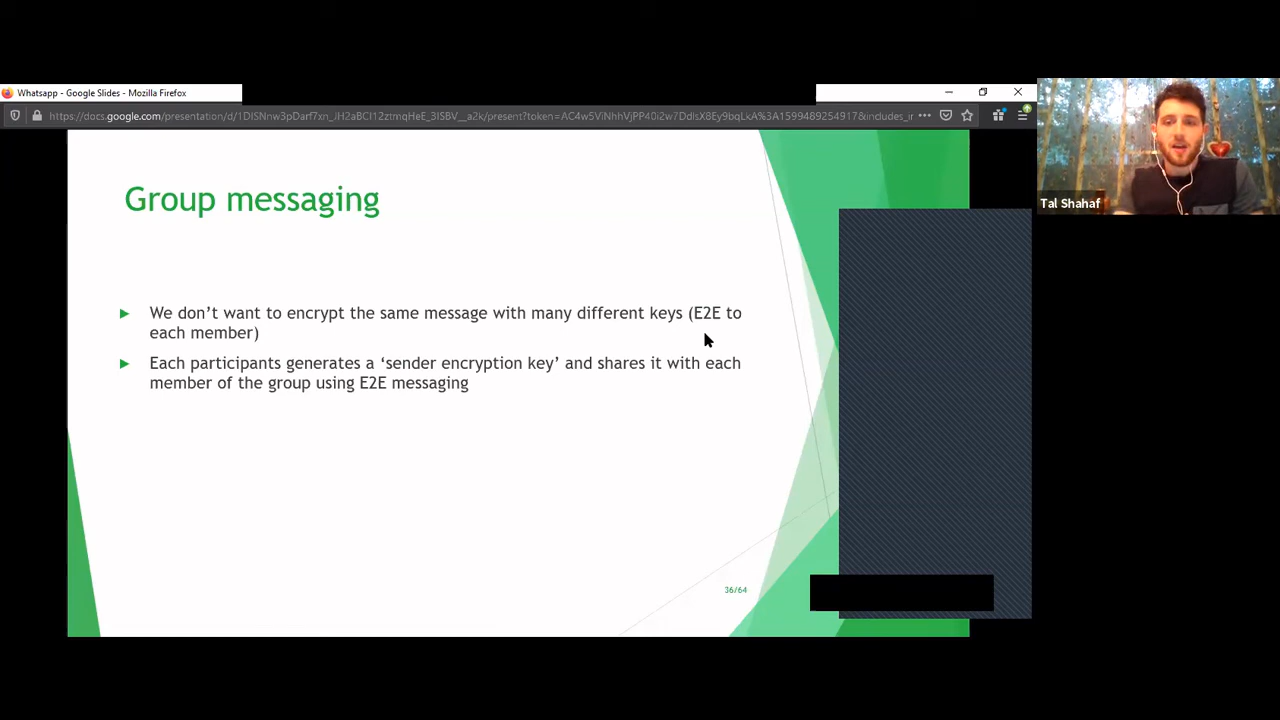 Whatsapp - Google Slides - Mozilla Firefox
Tal Shahaf
Group messaging
We don't want to encrypt the same message with many different keys (E2E to
each member)
Each participants generates a 'sender encryption key' and shares it with each
member of the group using E2E messaging
36/64